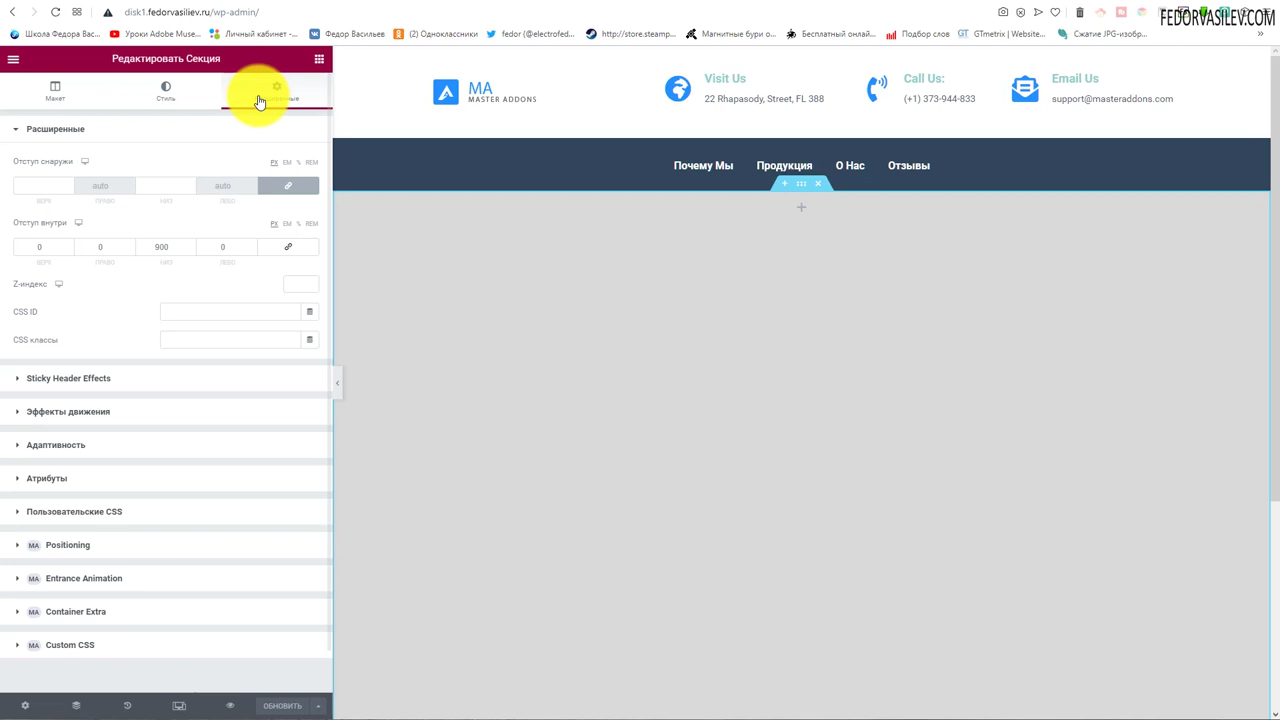 disk1.fedorvasiliev.ru/wp-admin/
FEDORVASILIEV.COM
Школа Федора Вас...
Уроки Adobe Muse...
Личный кабинет -...
Федор Васильев
(2) Одноклассники
fedor (@electrofed...
http://store.steamp...
Магнитные бури о...
Бесплатный онлай...
Подбор слов
GT GTmetrix | Website...
Сжатие JPG-изобр...
Редактировать Секция
Макет
Стиль
Расширенные
Отступ снаружи
PX EM % REM
auto
auto
ВЕРХ
ПРАВО
НИЗ
ЛЕВО
Отступ внутри
PX EM % REM
0
0
900
0
ВЕРХ
ПРАВО
НИЗ
ЛЕВО
Z-индекс
CSS ID
CSS классы
Sticky Header Effects
Эффекты движения
Адаптивность
Атрибуты
Пользовательские CSS
MA Positioning
MA Entrance Animation
MA Container Extra
MA Custom CSS
ОБНОВИТЬ
MA
MASTER ADDONS
Visit Us
22 Rhapsody, Street, FL 388
Call Us:
(+1) 373-944-833
Email Us
support@masteraddons.com
Почему Мы
Продукция
О Нас
Отзывы